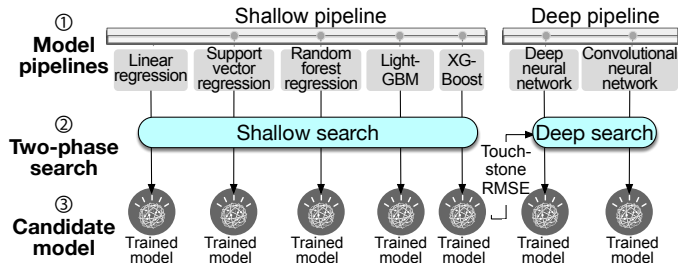 Shallow pipeline
Deep pipeline
①
Model
pipelines
Linear
regression
Support
vector
regression
Random
forest
regression
Light-
GBM
XG-
Boost
Deep
neural
network
Convolutional
neural
network
②
Two-phase
search
Shallow search
Touch-
stone
RMSE
Deep search
③
Candidate
model
Trained
model
Trained
model
Trained
model
Trained
model
Trained
model
Trained
model
Trained
model